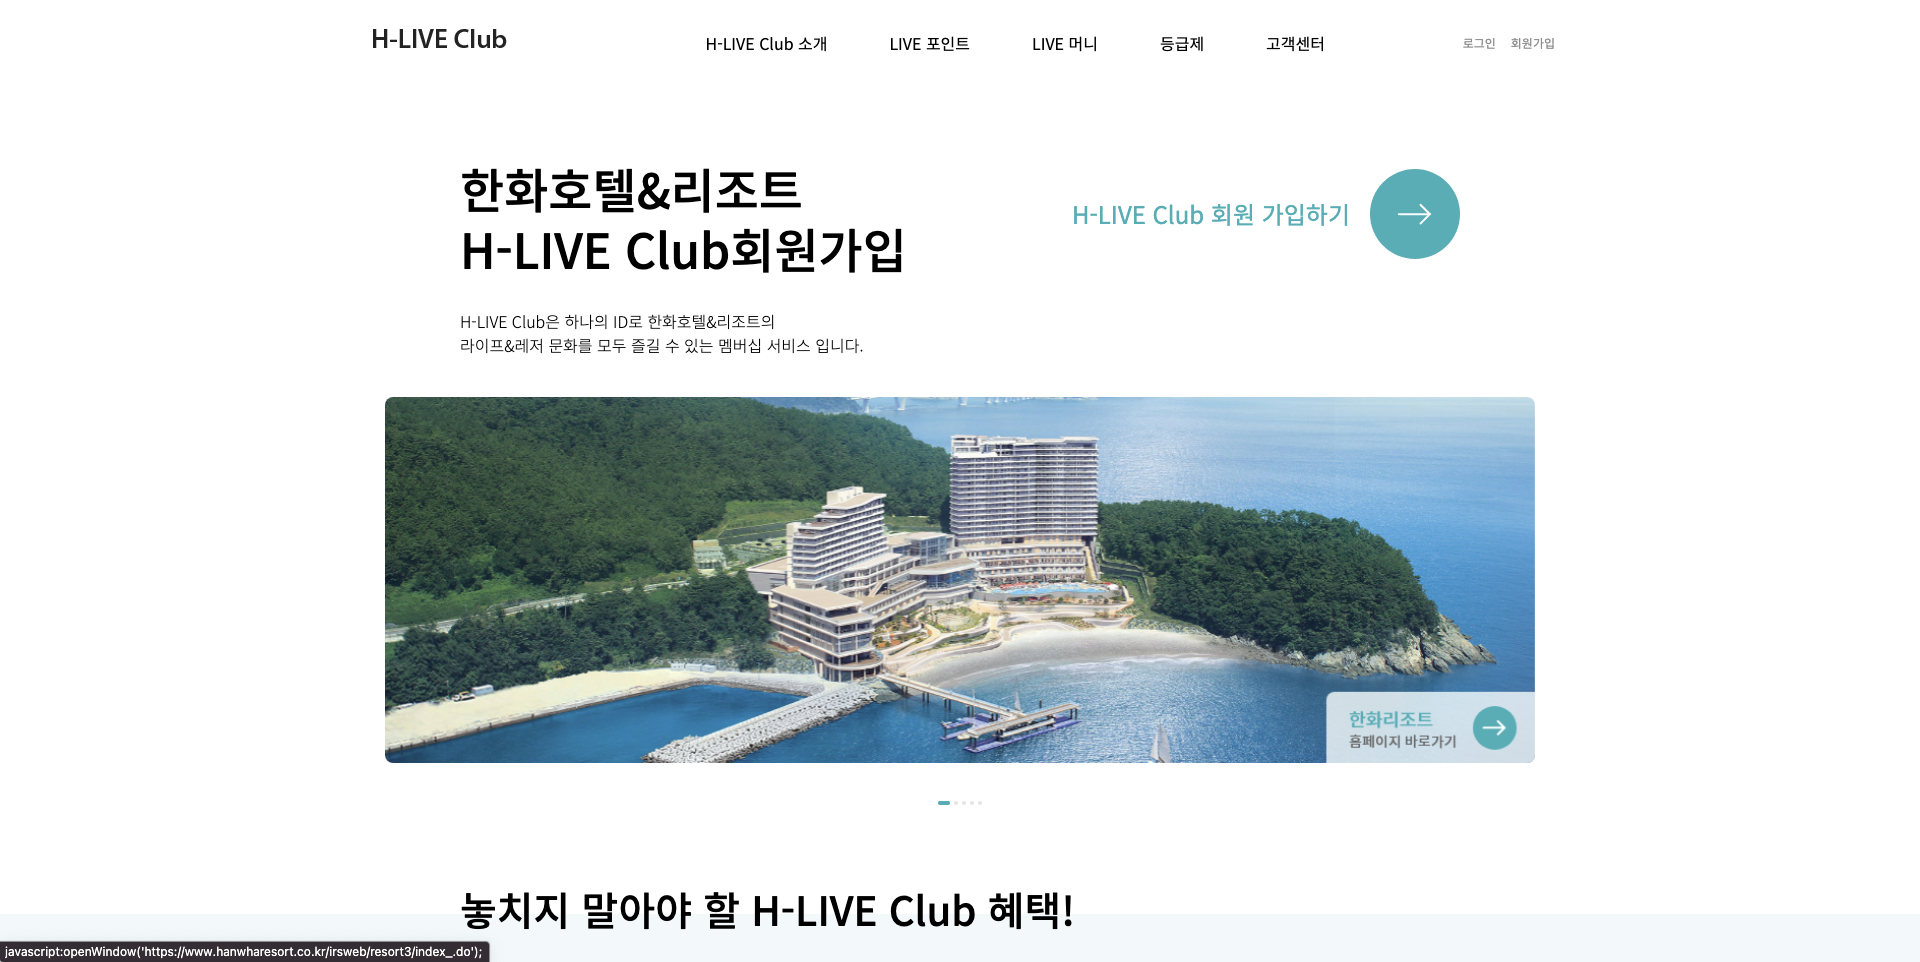 H-LIVE Club
H-LIVE Club 소개
LIVE 포인트
LIVE 머니
등급제
고객센터
로그인
회원가입
한화호텔&리조트
H-LIVE Club회원가입
H-LIVE Club 회원 가입하기
H-LIVE Club은 하나의 ID로 한화호텔&리조트의
라이프&레저 문화를 모두 즐길 수 있는 멤버십 서비스 입니다.
한화리조트
홈페이지 바로가기
놓치지 말아야 할 H-LIVE Club 혜택!
javascript:openWindow('https://www.hanwharesort.co.kr/irsweb/resort3/index_.do');